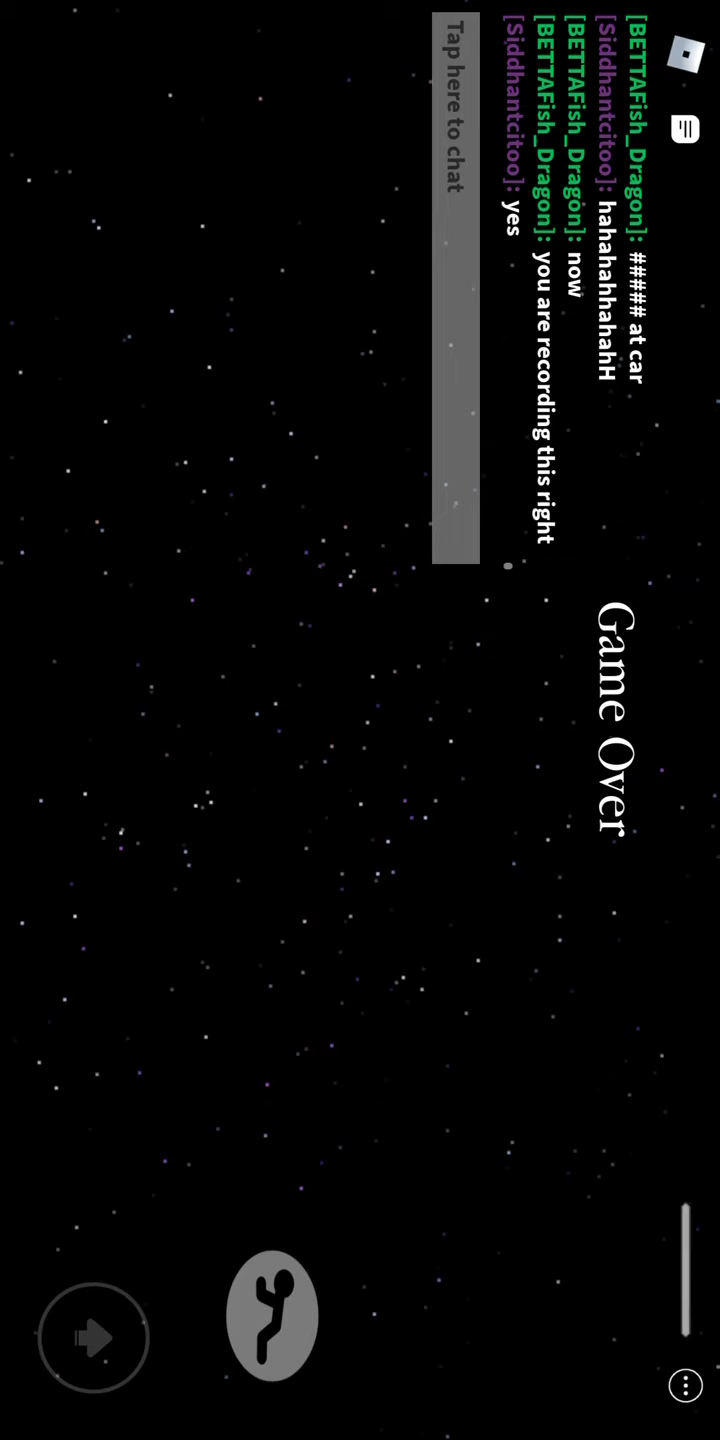 [BETTAFish_Dragon]: ##### at car
[Siddhantcitoo]: hahahahhahahH
[BETTAFish_Dragon]: now
[BETTAFish_Dragon]: you are recording this right
[Siddhantcitoo]: yes
Tap here to chat
Game Over